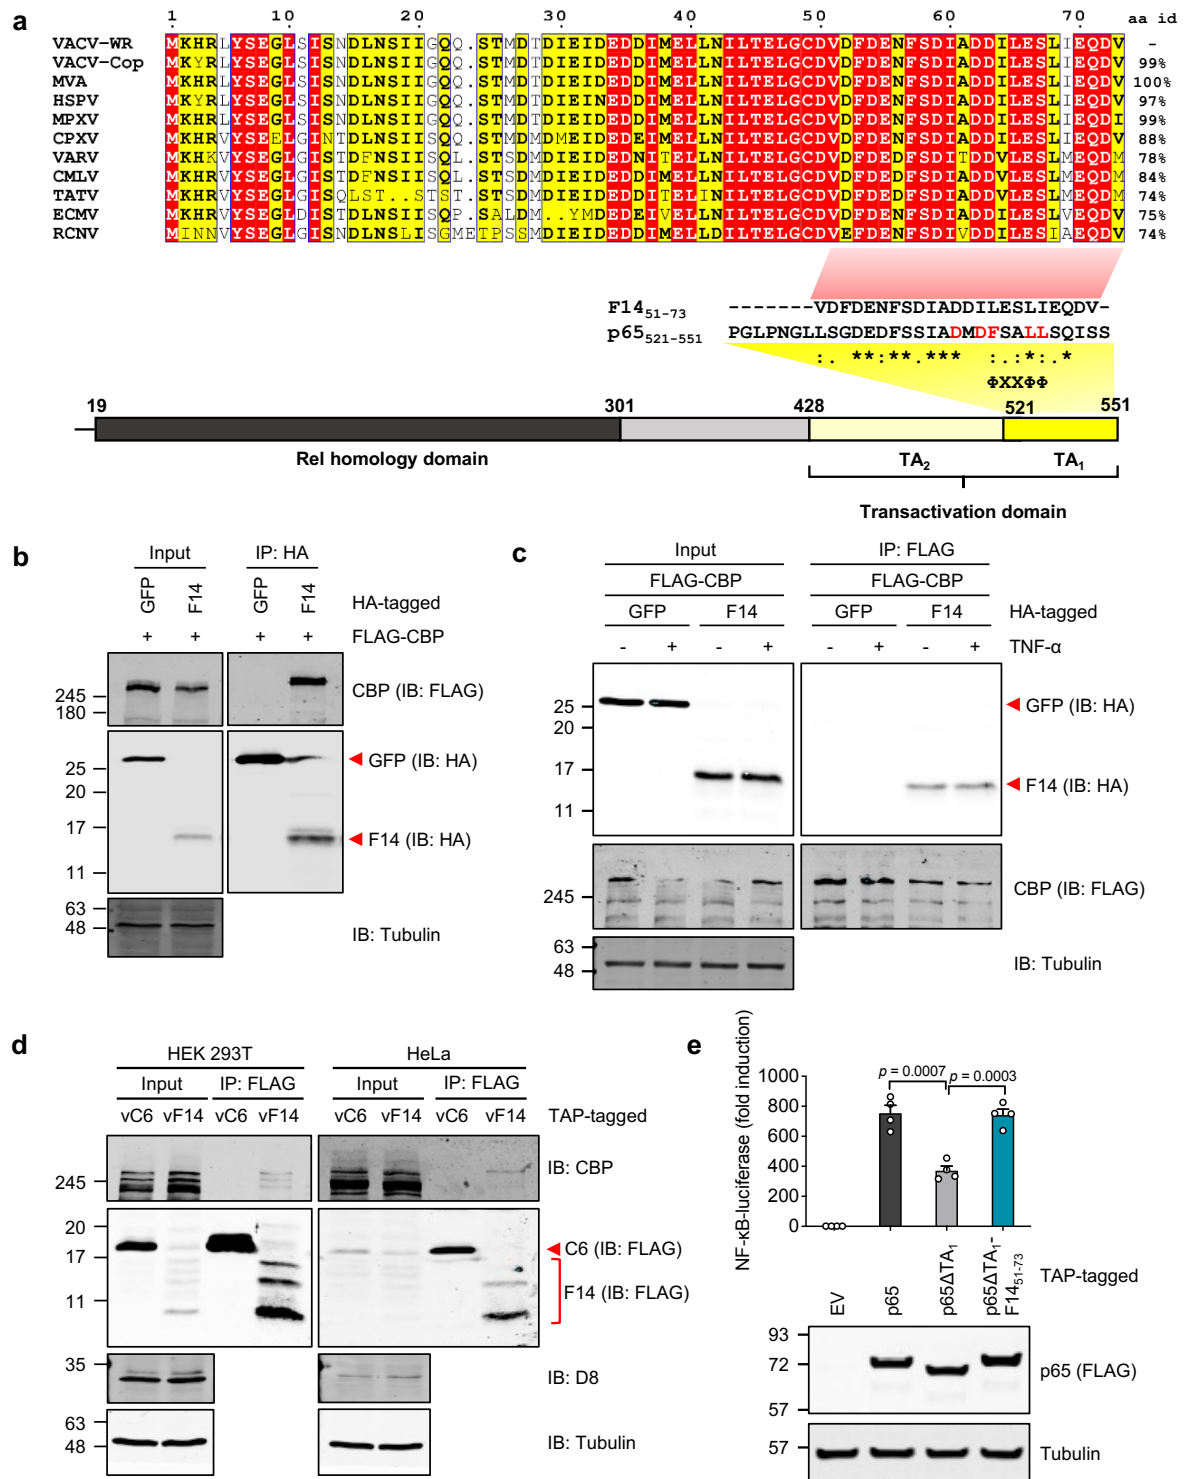 a
1 10 20 30 40 50 60 70 aa id
VACV-WR MKHRLYSEGLSISNDLNSIIGQQ.STMDTDIEIDEDDIMELLNILTELGCDVDFDENFSDIADDILESLIEQDV -
VACV-Cop MKYRLYSEGLSISNDLNSIIGQQ.STMDTDIEIDEDDIMELLNILTELGCDVDFDENFSDIADDILESLIEQDV 99%
MVA MKHRLYSEGLSISNDLNSIIGQQ.STMDTDIEIDEDDIMELLNILTELGCDVDFDENFSDIADDILESLIEQDV 100%
HSPV MKYRLYSEGLSISNDLNSIIGQQ.STMDTDIEINEDDIMELLNILTELGCDVDFDENFSDIADDILESLIEQDV 97%
MPXV MKHRLYSEGLSISNDLNSIIGQQ.STMDTDIEIDEDDIMELLNILTELGCDVDFDENFSDIADDILESLIEQDI 99%
CPXV MKHRVYSEGLSINTDLNSIIGQQ.STMDMDMEIDEDDIMELLNILTELGCDVDFDENFSDIADDILESLIEQDV 88%
VARV MKHKVYSEGLGISTDFNSIISQL.STSDMDIEIDEDNITELLNILTELGCDVDFDEDFSDITDDVLESLMEQDM 78%
CMLV MKHRVYSEGLGISTDFNSIISQL.STSDMDIEIDEDDIMELLNILTELGCDVDFDENFSDIADDVLESLMEQDM 84%
TATV MKHRVYSEGLGISQLST..STST.STSDMDIEIDEDDITELINILTELGCDVDFDENFSDIADDVLESLIEQDM 74%
ECMV MKHRVYSEGLDISTDLNSIISQP.SALDM..YMDEDEIVELLNILTELGCDVDFDENFSDIADDILESLVEQDV 75%
RCNV MINNVYSEGLSISNDLNSLISGMETPSSMDIEIDEDDIMELLDILTELGCDVEFDENFSDIVDDILESIAEQDV 74%
F1451-73 -------VDFDENFSDIADDILESLIEQDV-
p65521-551 PGLPNGLLSGDEDFSSIADMDFSALLSQISS
:. **:**.*** :.:*:. *
ΦXXΦΦ
19 301 428 521 551
Rel homology domain TA2 TA1
Transactivation domain
b
Input IP: HA
GFP F14 GFP F14 HA-tagged
+ + + + FLAG-CBP
245 CBP (IB: FLAG)
180
25 GFP (IB: HA)
20
17 F14 (IB: HA)
11
63
48 IB: Tubulin
c
Input IP: FLAG
FLAG-CBP FLAG-CBP
GFP F14 GFP F14 HA-tagged
- + - + - + - + TNF-α
25 GFP (IB: HA)
20
17 F14 (IB: HA)
11
245 CBP (IB: FLAG)
63
48 IB: Tubulin
d
HEK 293T HeLa
Input IP: FLAG Input IP: FLAG
vC6 vF14 vC6 vF14 vC6 vF14 vC6 vF14 TAP-tagged
245 IB: CBP
20
17 C6 (IB: FLAG)
11 F14 (IB: FLAG)
35 IB: D8
63
48 IB: Tubulin
e
NF-κB-luciferase (fold induction)
p = 0.0007 p = 0.0003
1000
800
600
400
200
0
EV p65 p65ΔTA1 p65ΔTA1-F1451-73 TAP-tagged
93
72 p65 (FLAG)
57
57 Tubulin